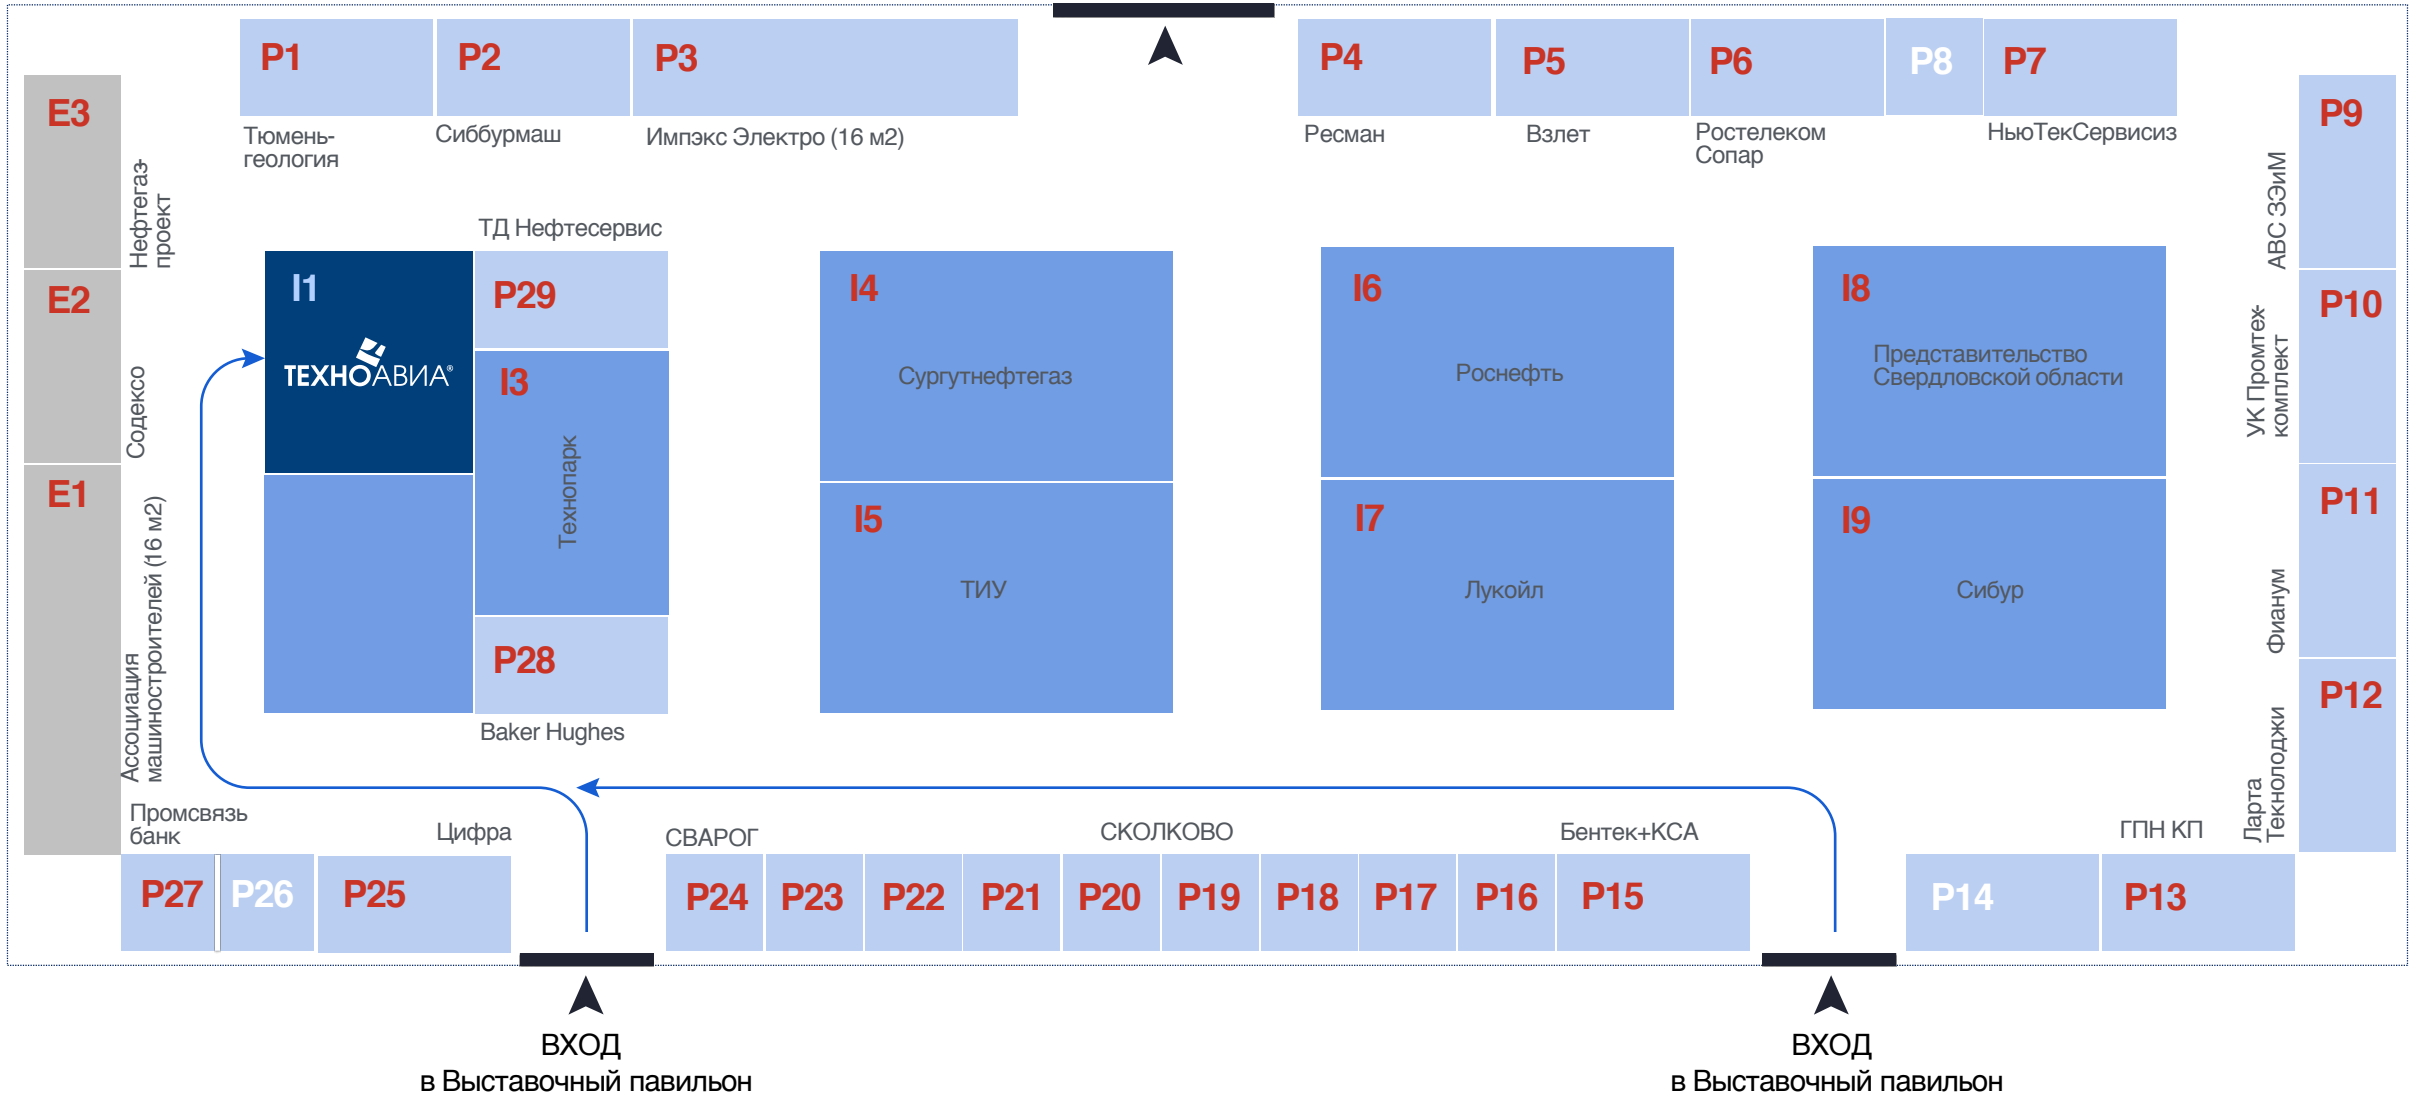 P1
P2
P3
P4
P5
P6
P8
P7
Тюмень-
геология
Сиббурмаш
Импэкс Электро (16 м2)
Ресман
Взлет
Ростелеком
Сопар
НьюТекСервисиз
E3
Нефтегаз-
проект
E2
Содексо
E1
Ассоциация
машиностроителей (16 м2)
ТД Нефтесервис
I1
ТЕХНОАВИА®
P29
I3
Технопарк
P28
Baker Hughes
I4
Сургутнефтегаз
I5
ТИУ
I6
Роснефть
I7
Лукойл
I8
Представительство
Свердловской области
I9
Сибур
P9
АВС ЗЭиМ
P10
УК Промтех-
комплект
P11
Фианум
P12
Ларта
Текнолоджи
Промсвязь
банк
Цифра
СВАРОГ
СКОЛКОВО
Бентек+КСА
ГПН КП
P27
P26
P25
P24
P23
P22
P21
P20
P19
P18
P17
P16
P15
P14
P13
ВХОД
в Выставочный павильон
ВХОД
в Выставочный павильон